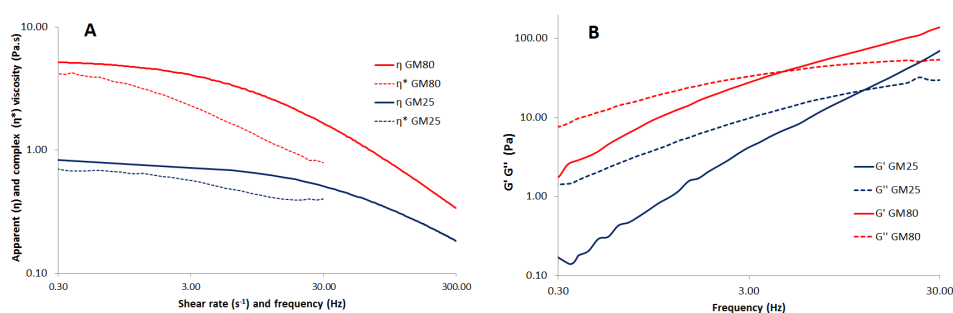 A
10.00
1.00
0.10
0.30
3.00
30.00
300.00
Apparent (η) and complex (η*) viscosity (Pa.s)
Shear rate (s-1) and frequency (Hz)
η GM80
η* GM80
η GM25
η* GM25
B
100.00
10.00
1.00
0.10
0.30
3.00
30.00
G' G'' (Pa)
Frequency (Hz)
G' GM25
G'' GM25
G' GM80
G'' GM80